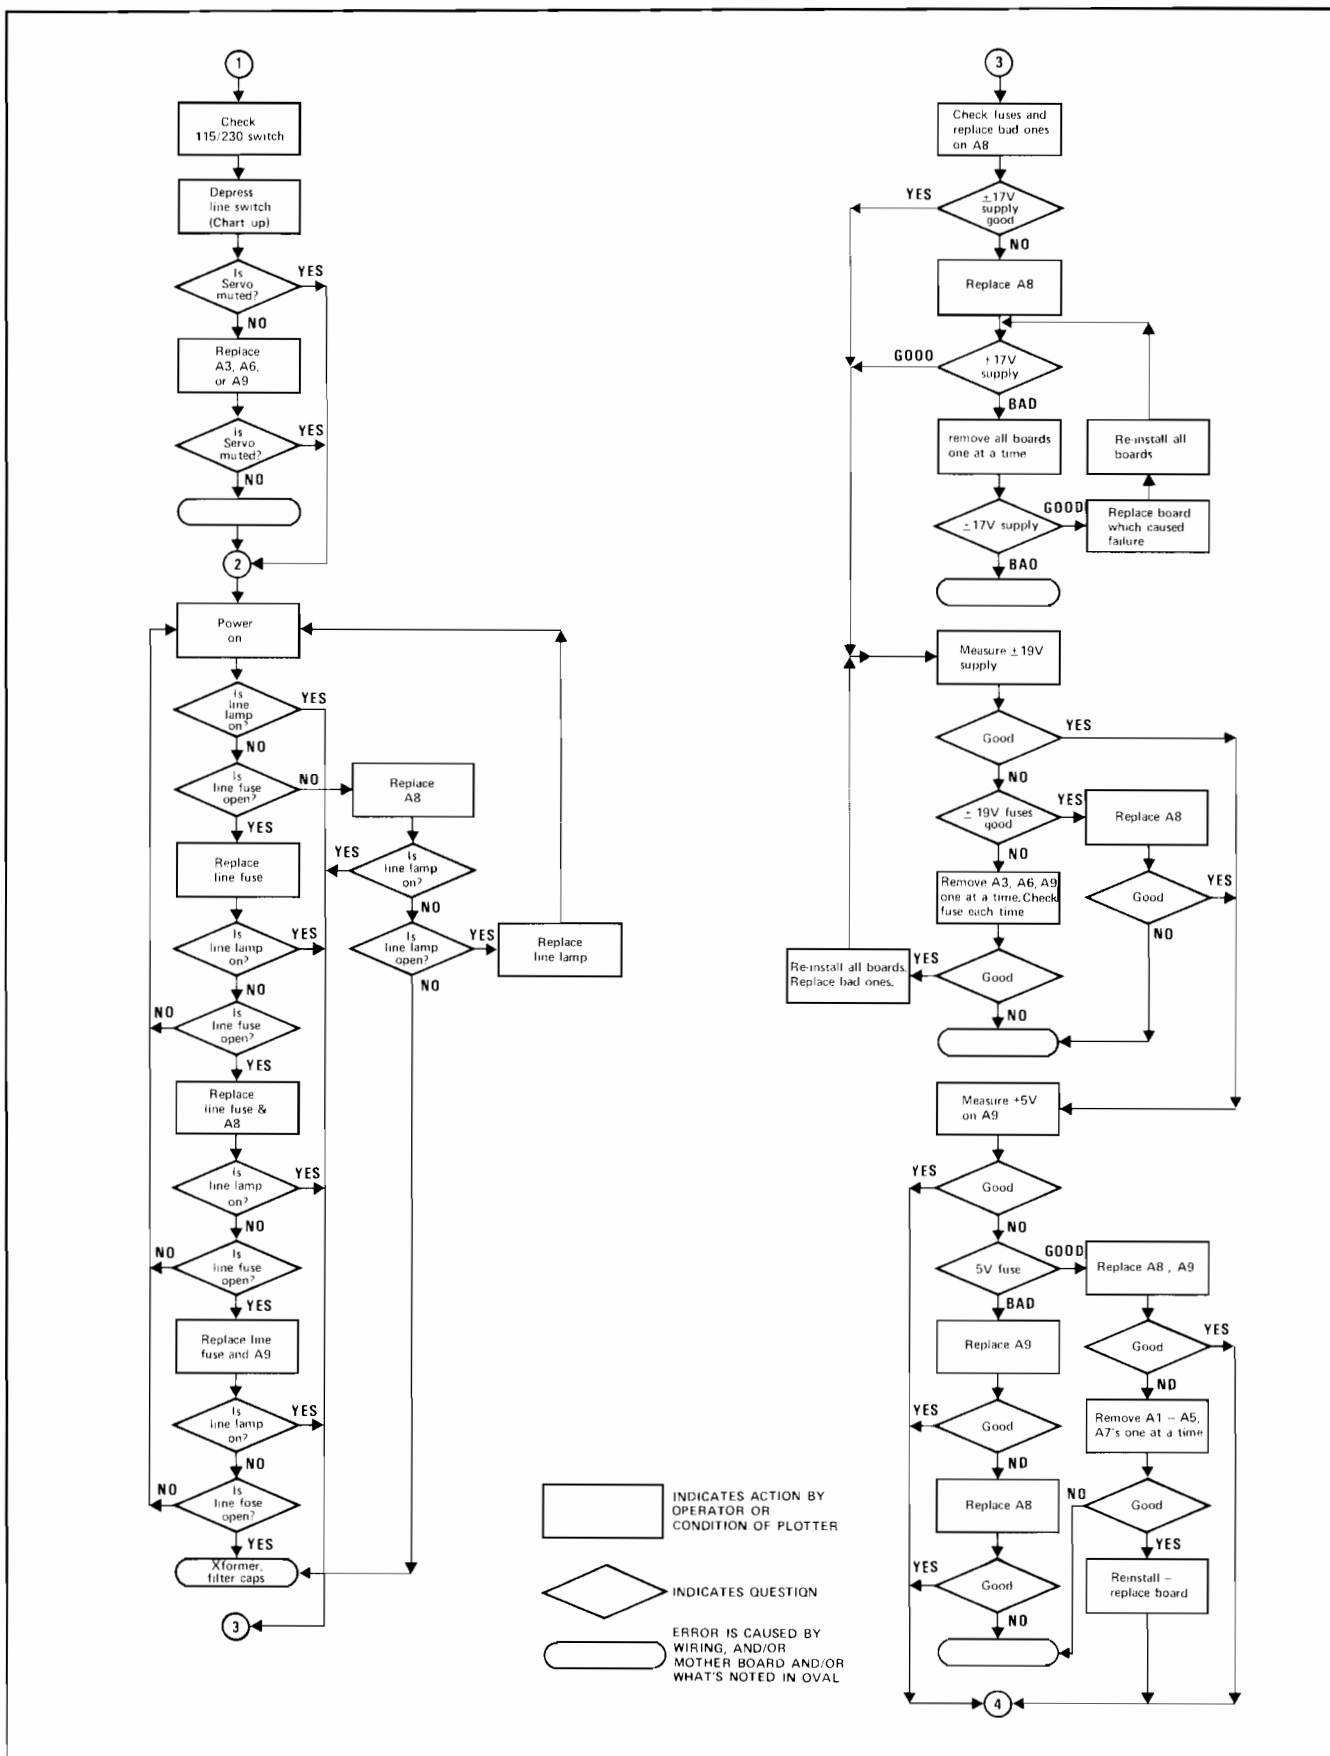 1
Check
115/230 switch
Depress
line switch
(Chart up)
Is
Servo
muted?
YES
NO
Replace
A3, A6,
or A9
Is
Servo
muted?
YES
NO
2
Power
on
Is
line
lamp
on?
YES
NO
Is
line fuse
open?
NO
YES
Replace
A8
Replace
line fuse
Is
line lamp
on?
YES
NO
Is
line lamp
open?
YES
NO
Replace
line lamp
Is
line lamp
on?
YES
NO
Is
line fuse
open?
NO
YES
Replace
line fuse &
A8
Is
line lamp
on?
YES
NO
Is
line fuse
open?
NO
YES
Replace line
fuse and A9
Is
line lamp
on?
YES
NO
Is
line fose
open?
NO
YES
Xformer,
filter caps
3
3
Check fuses and
replace bad ones
on A8
±17V
supply
good
YES
NO
Replace A8
+17V
supply
GOOO
BAD
remove all boards
one at a time
Re-install all
boards
±17V supply
GOOD
BAO
Replace board
which caused
failure
Measure ±19V
supply
Good
YES
NO
± 19V fuses
good
YES
NO
Replace A8
Remove A3, A6, A9
one at a time. Check
fuse each time
Good
YES
NO
Good
YES
NO
Re-install all boards.
Replace bad ones.
Measure +5V
on A9
Good
YES
NO
5V fuse
GOOD
BAD
Replace A8 , A9
Replace A9
Good
YES
ND
Good
YES
ND
Remove A1 – A5,
A7's one at a time
Replace A8
Good
NO
YES
Good
YES
NO
Reinstall –
replace board
4
INDICATES ACTION BY
OPERATOR OR
CONDITION OF PLOTTER
INDICATES QUESTION
ERROR IS CAUSED BY
WIRING, AND/OR
MOTHER BOARD AND/OR
WHAT'S NOTED IN OVAL